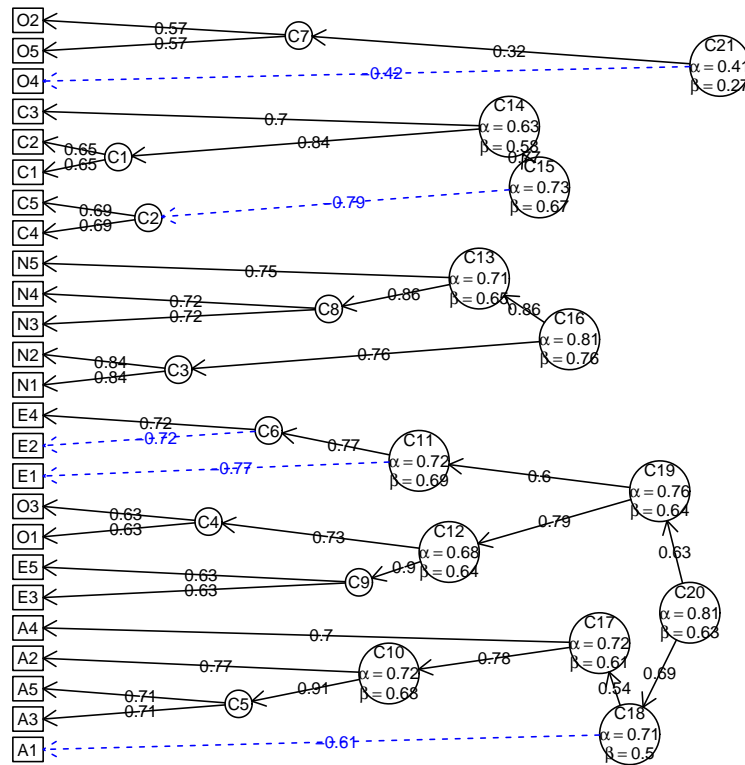 O2
O5
O4
C3
C2
C1
C5
C4
N5
N4
N3
N2
N1
E4
E2
E1
O3
O1
E5
E3
A4
A2
A5
A3
A1
0.57
0.57
C7
0.32
−0.42
C21
α = 0.41
β = 0.27
0.7
0.65
0.65
C1
0.84
C14
α = 0.63
β = 0.58
C15
α = 0.73
β = 0.67
0.69
0.69
C2
−0.79
0.75
0.72
0.72
C8
0.86
C13
α = 0.71
β = 0.65
0.86
C16
α = 0.81
β = 0.76
0.84
0.84
C3
0.76
0.72
−0.72
C6
0.77
−0.77
C11
α = 0.72
β = 0.69
0.6
C19
α = 0.76
β = 0.64
0.63
0.63
C4
0.73
C12
α = 0.68
β = 0.64
0.79
0.63
0.63
C9
0.9
0.63
C20
α = 0.81
β = 0.63
0.7
C17
α = 0.72
β = 0.61
0.77
C10
α = 0.72
β = 0.68
0.78
0.71
0.71
C5
0.91
0.54
0.69
−0.61
C18
α = 0.71
β = 0.5